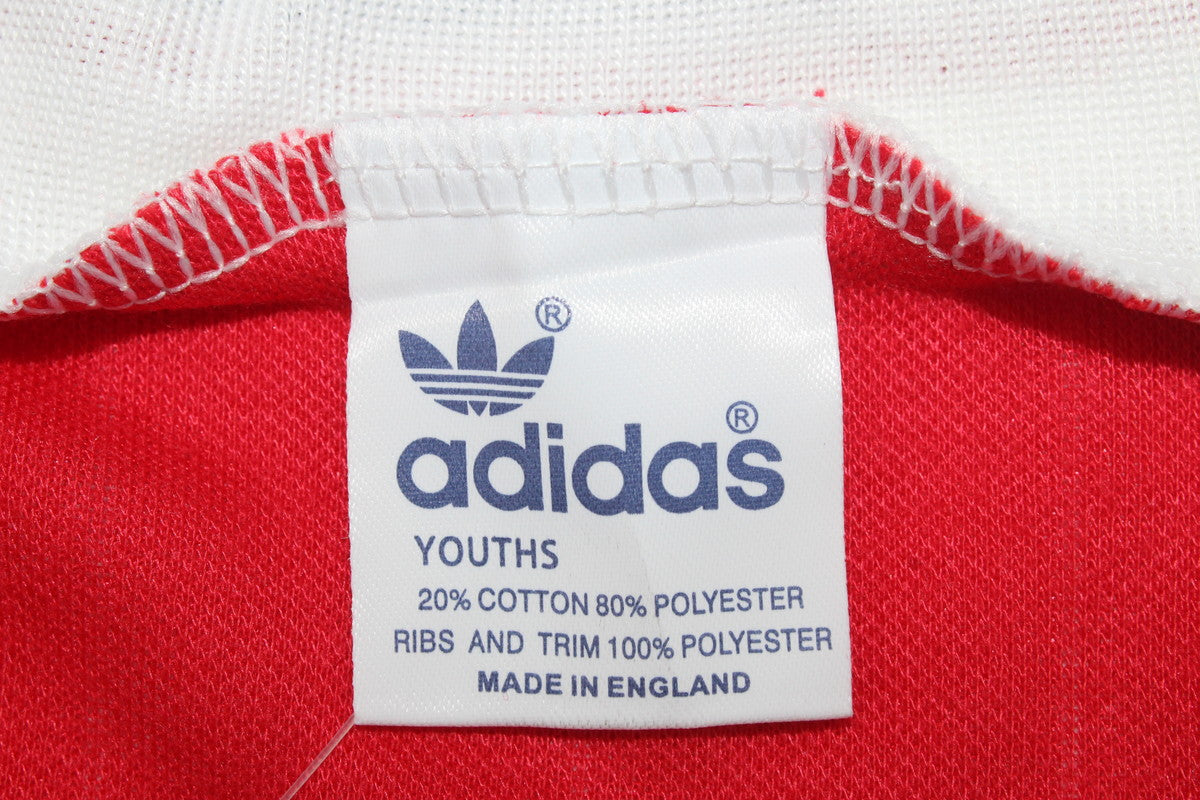 ®
adidas®
YOUTHS
20% COTTON 80% POLYESTER
RIBS AND TRIM 100% POLYESTER
MADE IN ENGLAND